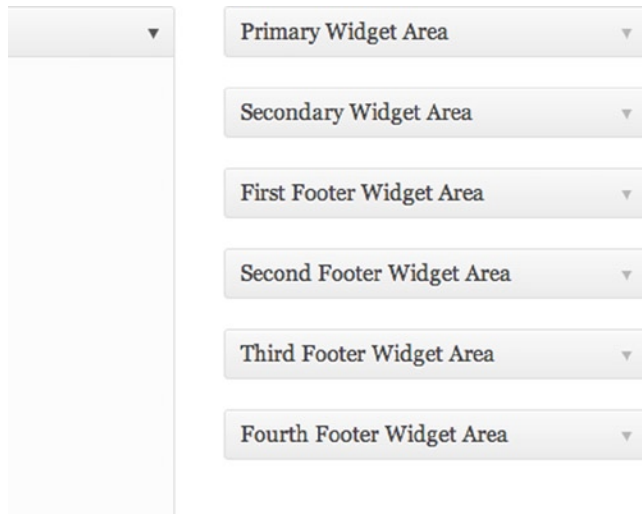 Primary Widget Area
Secondary Widget Area
First Footer Widget Area
Second Footer Widget Area
Third Footer Widget Area
Fourth Footer Widget Area